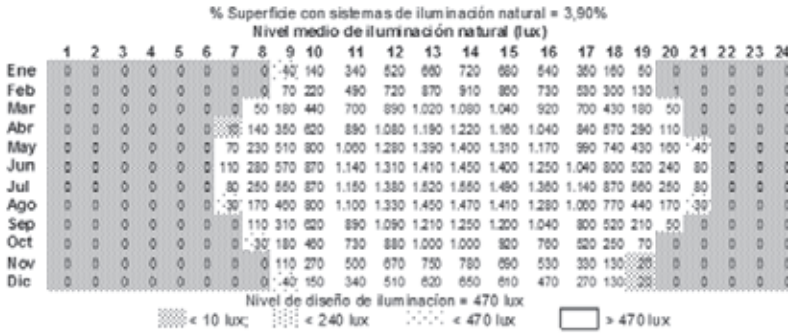 % Superficie con sistemas de iluminación natural = 3,90%
Nivel medio de iluminación natural (lux)
1 2 3 4 5 6 7 8 9 10 11 12 13 14 15 16 17 18 19 20 21 22 23 24
Ene 0 0 0 0 0 0 0 0 40 140 340 520 660 720 680 540 350 160 50 0 0 0 0 0
Feb 0 0 0 0 0 0 0 0 70 220 490 720 870 910 860 730 530 300 130 1 0 0 0 0
Mar 0 0 0 0 0 0 0 50 180 440 700 890 1.020 1.080 1.040 920 700 430 180 50 0 0 0 0
Abr 0 0 0 0 0 0 10 140 350 620 890 1.080 1.190 1.220 1.160 1.040 840 570 290 110 0 0 0 0
May 0 0 0 0 0 0 70 230 510 800 1.060 1.280 1.390 1.400 1.310 1.170 990 740 430 160 40 0 0 0
Jun 0 0 0 0 0 0 110 280 570 870 1.140 1.310 1.410 1.450 1.400 1.250 1.040 800 520 240 80 0 0 0
Jul 0 0 0 0 0 0 80 250 550 870 1.150 1.380 1.520 1.550 1.490 1.360 1.140 870 560 250 80 0 0 0
Ago 0 0 0 0 0 0 30 170 460 800 1.100 1.330 1.450 1.470 1.410 1.280 1.060 770 440 170 30 0 0 0
Sep 0 0 0 0 0 0 0 110 310 620 890 1.090 1.210 1.250 1.200 1.040 800 520 210 50 0 0 0 0
Oct 0 0 0 0 0 0 0 30 180 460 730 880 1.000 1.000 920 760 520 250 70 0 0 0 0 0
Nov 0 0 0 0 0 0 0 0 110 270 500 670 750 780 690 530 330 130 20 0 0 0 0 0
Dic 0 0 0 0 0 0 0 0 40 150 340 510 620 650 610 470 270 130 20 0 0 0 0 0
Nivel de diseño de iluminacíon = 470 lux
< 10 lux; < 240 lux < 470 lux > 470 lux